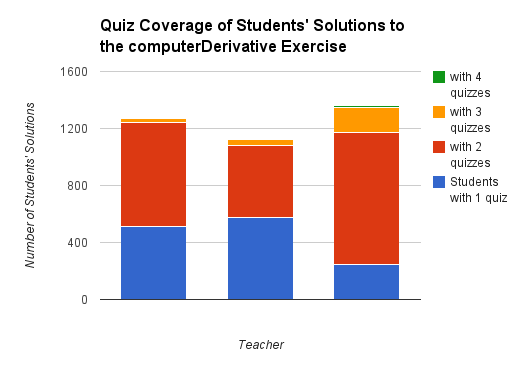 Quiz Coverage of Students' Solutions to
the computerDerivative Exercise
1600
1200
800
400
0
Number of Students' Solutions
Teacher
with 4
quizzes
with 3
quizzes
with 2
quizzes
Students
with 1 quiz